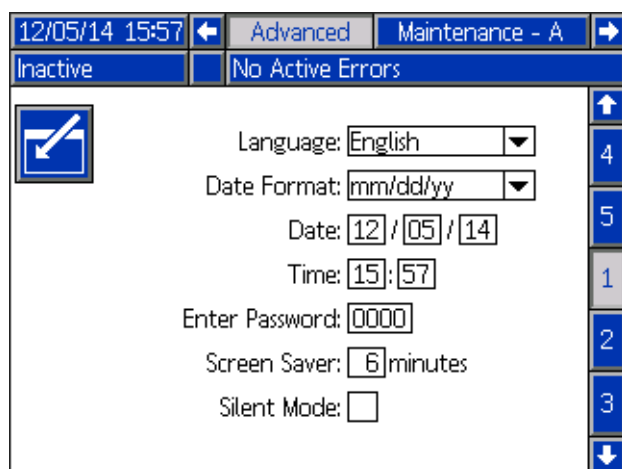 12/05/14 15:57 Advanced Maintenance - A
Inactive No Active Errors
Language: English
4
Date Format: mm/dd/yy
Date: 12 / 05 / 14
5
Time: 15 : 57
1
Enter Password: 0000
2
Screen Saver: 6 minutes
Silent Mode:
3